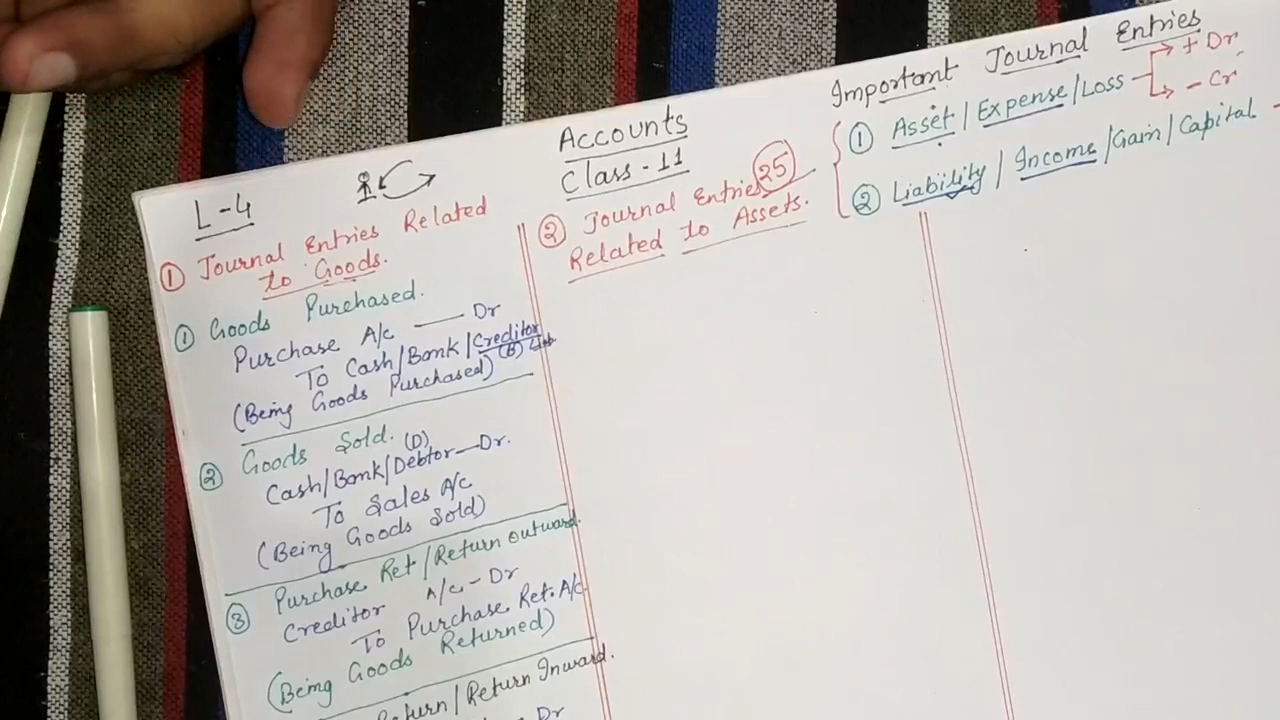 Important Journal Entries
① Asset / Expense / Loss
+ Dr
- Cr
② Liability / Income / Gain / Capital
Accounts
Class - 11
25
L-4
① Journal Entries Related
to Goods.
① Goods Purchased.
Purchase A/c — Dr
To Cash/Bank/Creditor
(B)
(Being Goods Purchased)
② Goods Sold.
(D)
Cash/Bank/Debtor — Dr.
To Sales A/c
(Being Goods Sold)
③ Purchase Ret / Return outward.
Creditor A/c - Dr
To Purchase Ret. A/c
(Being Goods Returned)
Return / Return Inward.
Dr
② Journal Entries
Related to Assets.